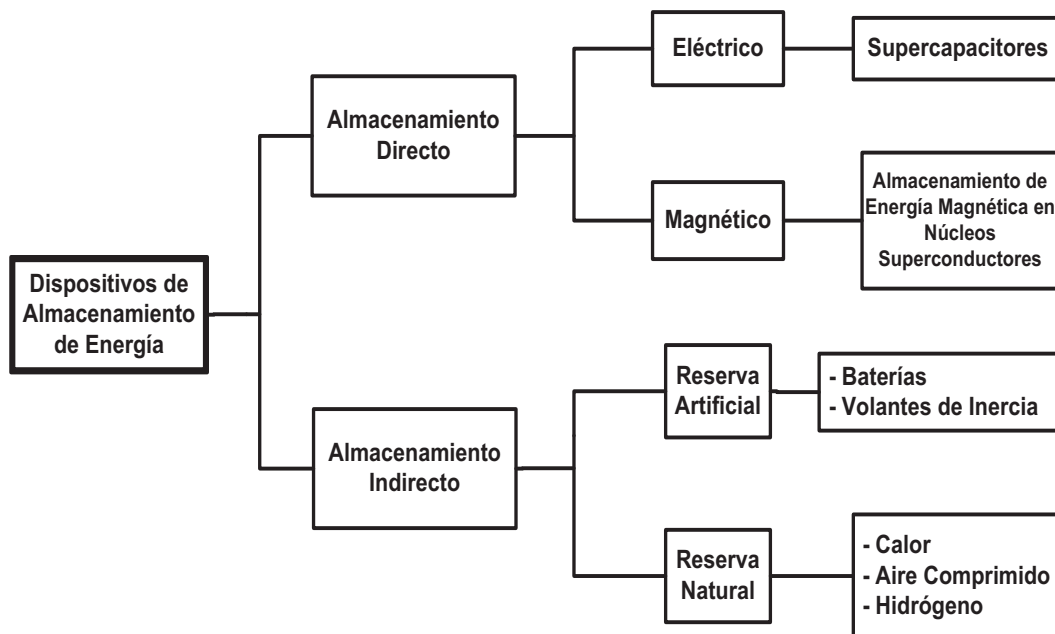 Dispositivos de
Almacenamiento
de Energía
Almacenamiento
Directo
Eléctrico
Supercapacitores
Magnético
Almacenamiento de
Energía Magnética en
Núcleos
Superconductores
Almacenamiento
Indirecto
Reserva
Artificial
- Baterías
- Volantes de Inercia
Reserva
Natural
- Calor
- Aire Comprimido
- Hidrógeno